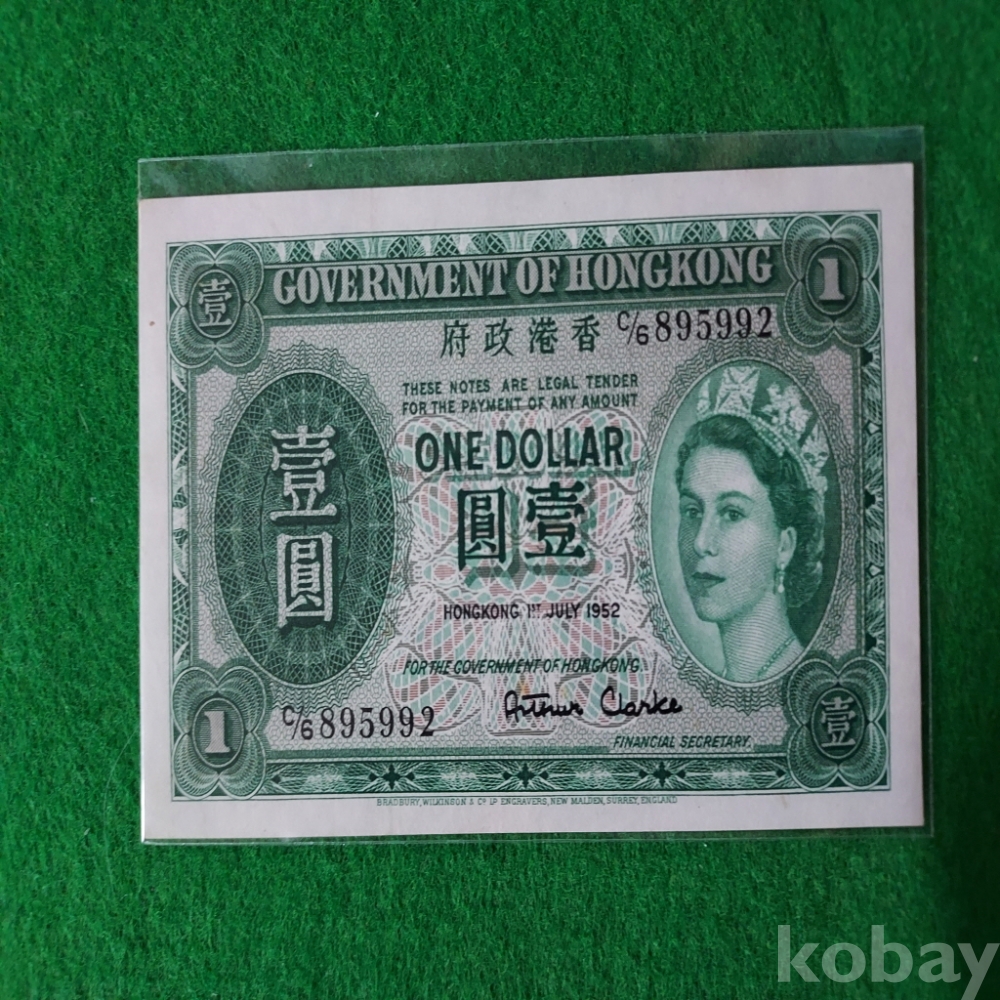 GOVERNMENT OF HONGKONG
壹
1
府政港香
C/6 895992
THESE NOTES ARE LEGAL TENDER
FOR THE PAYMENT OF ANY AMOUNT
ONE DOLLAR
圓壹
壹
圓
HONGKONG 1ST JULY 1952
FOR THE GOVERNMENT OF HONGKONG
Arthur Clarke
1
C/6 895992
FINANCIAL SECRETARY.
壹
BRADBURY, WILKINSON & Co LD ENGRAVERS, NEW MALDEN, SURREY, ENGLAND
kobay